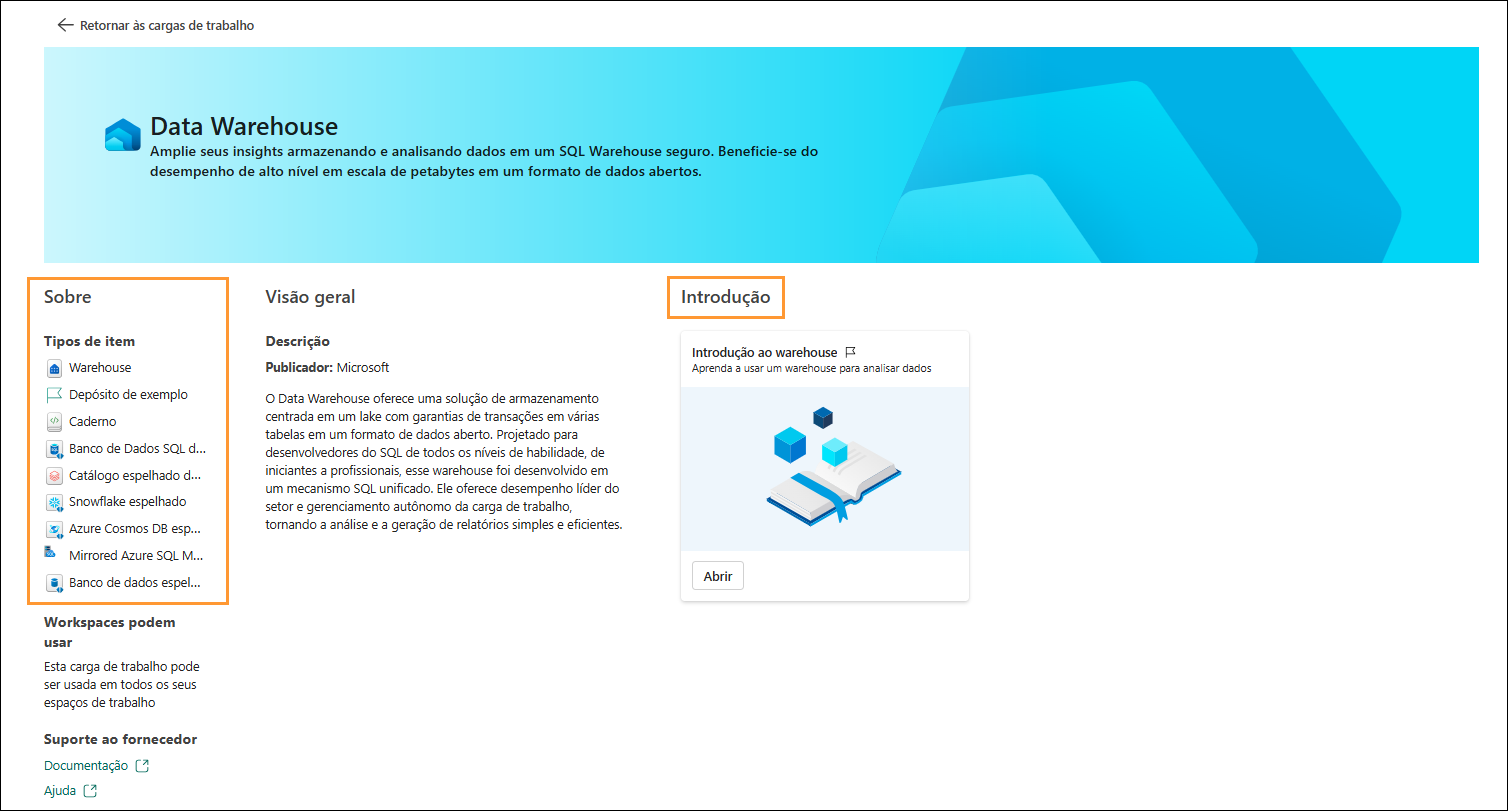 Retornar às cargas de trabalho
Data Warehouse
Amplie seus insights armazenando e analisando dados em um SQL Warehouse seguro. Beneficie-se do
desempenho de alto nível em escala de petabytes em um formato de dados abertos.
Sobre
Tipos de item
Warehouse
Depósito de exemplo
Caderno
Banco de Dados SQL d...
Catálogo espelhado d...
Snowflake espelhado
Azure Cosmos DB esp...
Mirrored Azure SQL M...
Banco de dados espel...
Workspaces podem
usar
Esta carga de trabalho pode
ser usada em todos os seus
espaços de trabalho
Suporte ao fornecedor
Documentação
Ajuda
Visão geral
Descrição
Publicador: Microsoft
O Data Warehouse oferece uma solução de armazenamento
centrada em um lake com garantias de transações em várias
tabelas em um formato de dados aberto. Projetado para
desenvolvedores do SQL de todos os níveis de habilidade, de
iniciantes a profissionais, esse warehouse foi desenvolvido em
um mecanismo SQL unificado. Ele oferece desempenho líder do
setor e gerenciamento autônomo da carga de trabalho,
tornando a análise e a geração de relatórios simples e eficientes.
Introdução
Introdução ao warehouse
Aprenda a usar um warehouse para analisar dados
Abrir